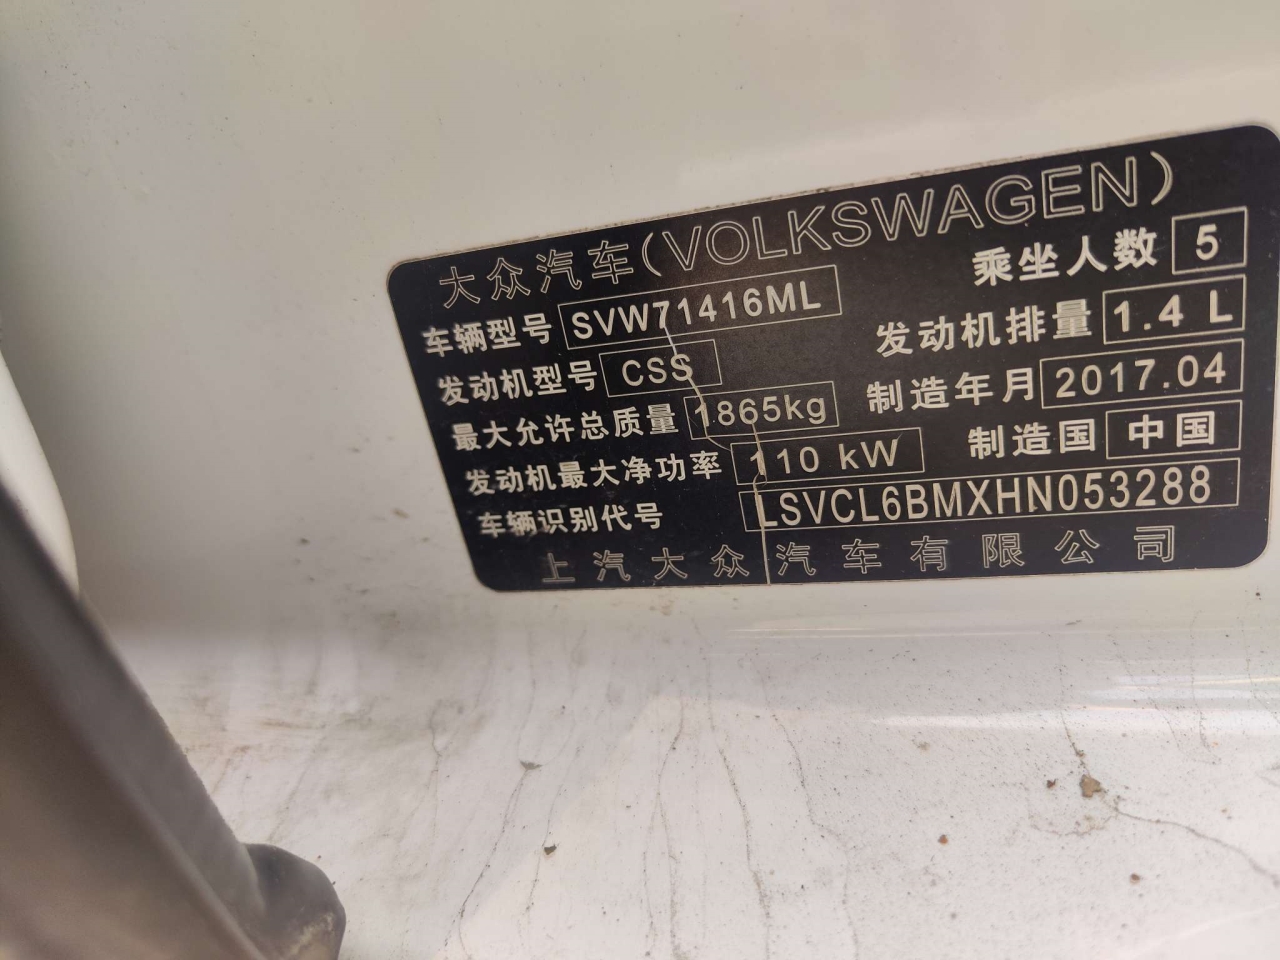 大众汽车(VOLKSWAGEN)
车辆型号 SVW71416ML 乘坐人数 5
发动机型号 CSS 发动机排量 1.4 L
最大允许总质量 1865kg 制造年月 2017.04
发动机最大净功率 110 kW 制造国 中国
车辆识别代号 LSVCL6BMXHN053288
上汽大众汽车有限公司